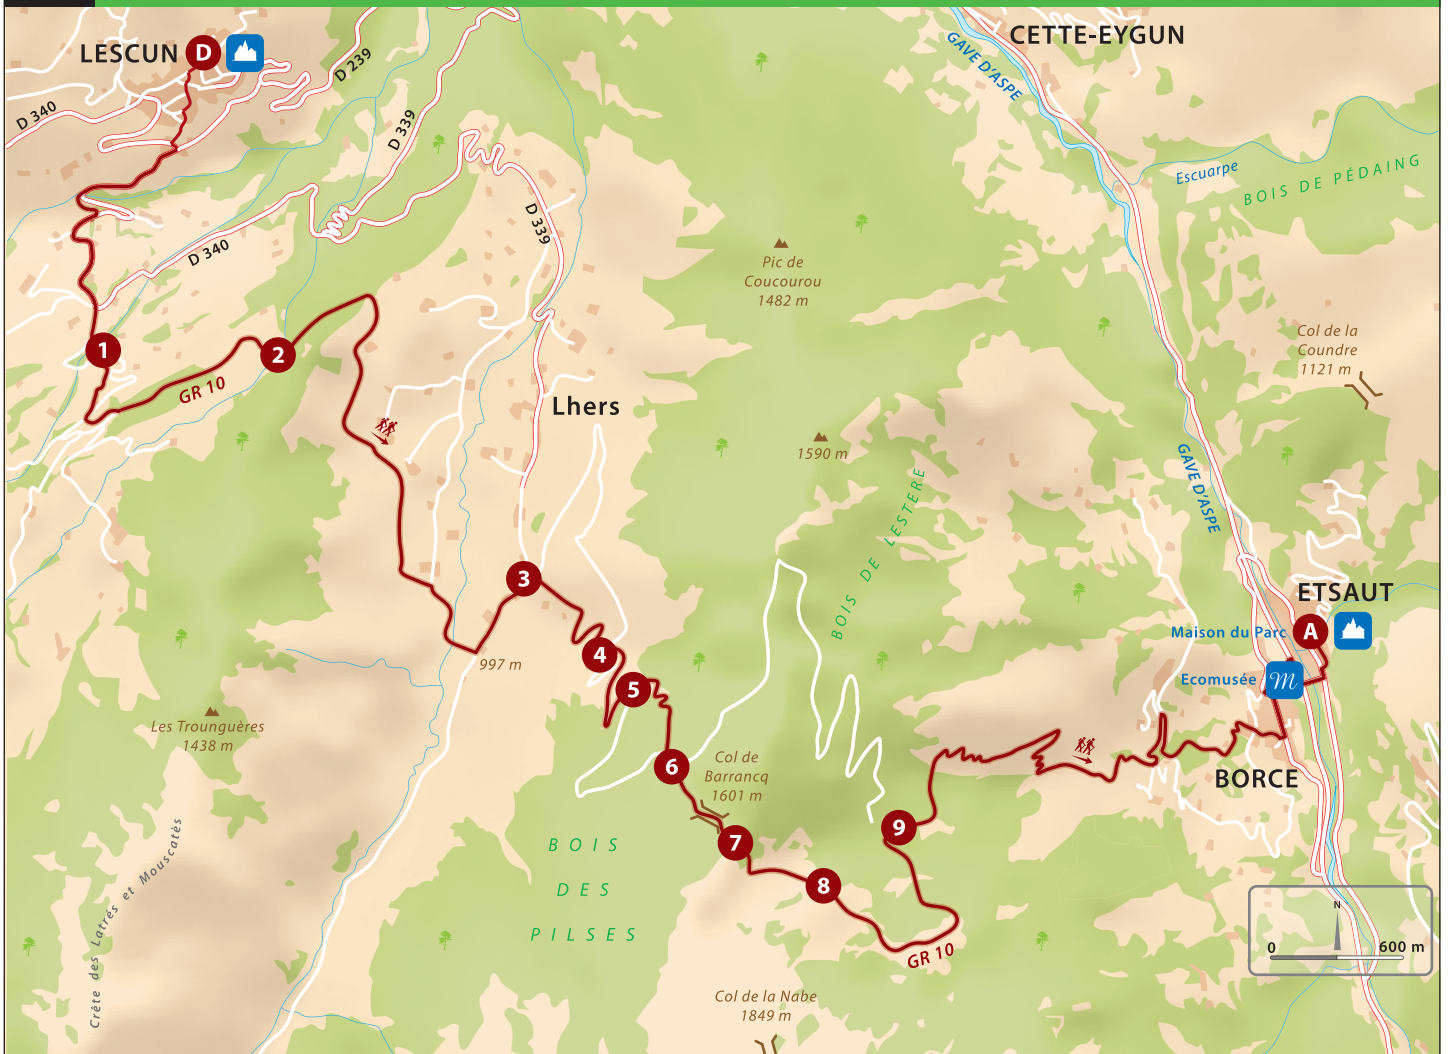 CETTE-EYGUN
LESCUN
D
D 239
GAVE D'ASPE
D 340
D 339
Escuarpe
BOIS DE PÉDAING
D 339
D 340
Pic de
Coucourou
1482 m
Col de la
Coundre
1121 m
1
2
GR 10
Lhers
1590 m
GAVE D'ASPE
BOIS DE LESTERE
3
ETSAUT
Maison du Parc
A
4
997 m
5
Ecomusée
m
Les Trounguères
1438 m
6
Col de
Barrancq
1601 m
BORCE
7
9
BOIS
DES
PILSES
8
Crête des Latrés et Mouscatès
GR 10
N
0
600 m
Col de la Nabe
1849 m